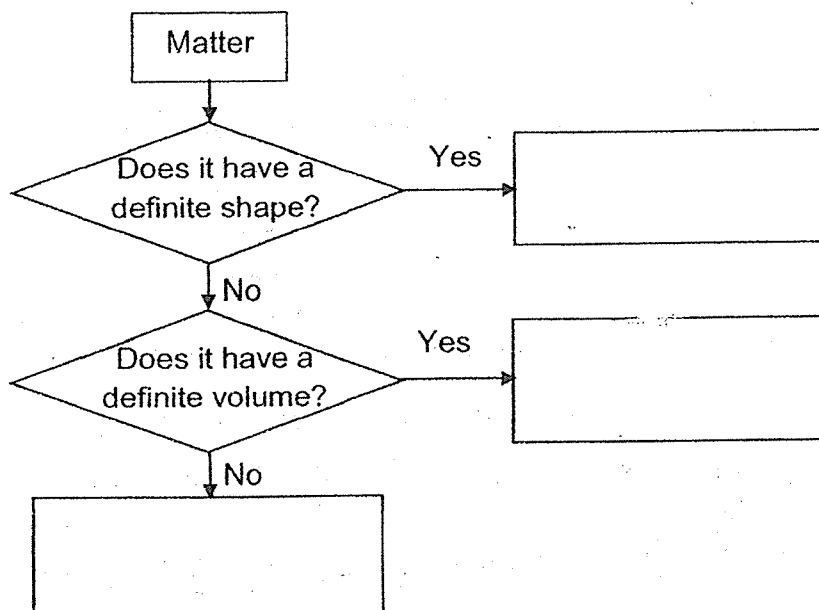 Matter
Does it have a
definite shape?
Yes
No
Does it have a
definite volume?
Yes
No